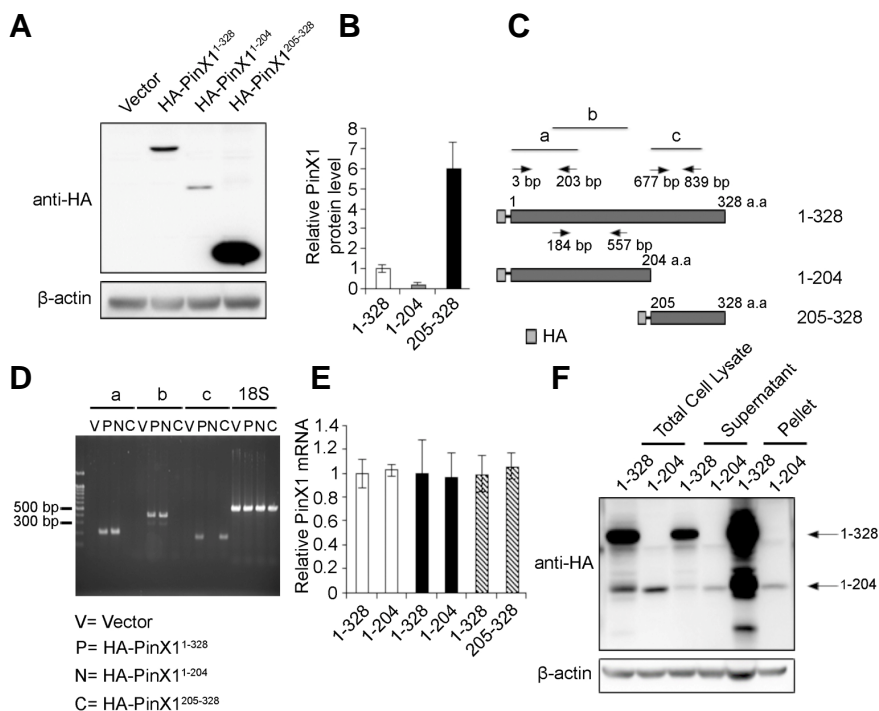 A
Vector
HA-PinX1^1-328
HA-PinX1^1-204
HA-PinX1^205-328
anti-HA
β-actin
B
Relative PinX1
protein level
8
7
6
5
4
3
2
1
0
1-328
1-204
205-328
C
b
a
c
3 bp
203 bp
677 bp
839 bp
1
328 a.a
1-328
184 bp
557 bp
204 a.a
1-204
205
328 a.a
205-328
HA
D
a b c 18S
V P N C V P N C V P N C V P N C
500 bp
300 bp
V= Vector
P= HA-PinX1^1-328
N= HA-PinX1^1-204
C= HA-PinX1^205-328
E
Relative PinX1 mRNA
1.4
1.2
1
0.8
0.6
0.4
0.2
0
1-328
1-204
1-328
1-204
1-328
205-328
F
Total Cell Lysate
Supernatant
Pellet
1-328
1-204
1-328
1-204
1-328
1-204
anti-HA
1-328
1-204
β-actin